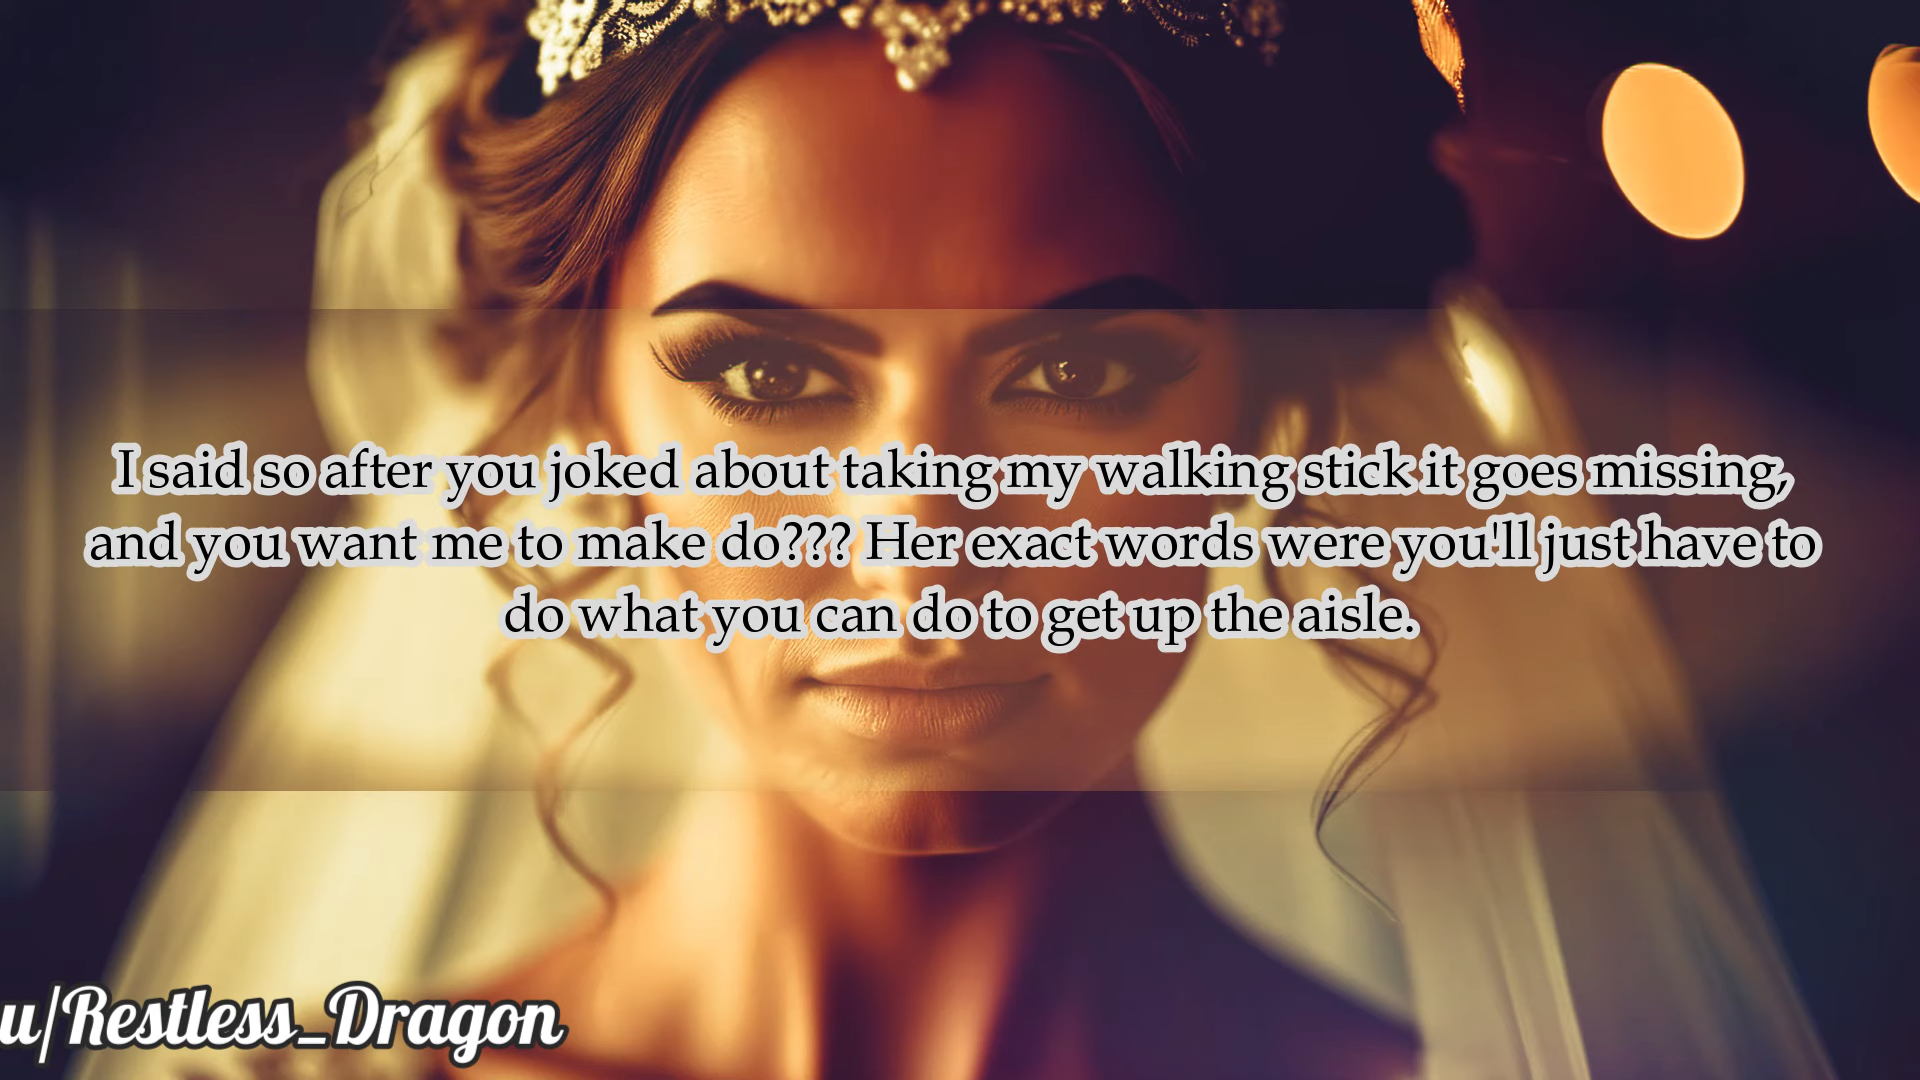 I said so after you joked about taking my walking stick it goes missing,
and you want me to make do??? Her exact words were you'll just have to
do what you can do to get up the aisle.
u/Restless_Dragon